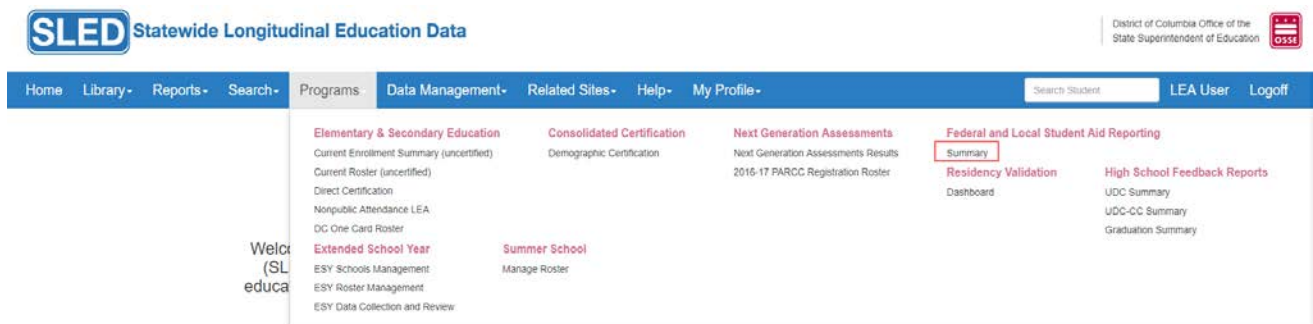 SLED Statewide Longitudinal Education Data
District of Columbia Office of the
State Superintendent of Education
OSSE
Home Library Reports Search Programs Data Management Related Sites Help My Profile Search Student LEA User Logoff
Elementary & Secondary Education
Current Enrollment Summary (uncertified)
Current Roster (uncertified)
Direct Certification
Nonpublic Attendance LEA
DC One Card Roster
Consolidated Certification
Demographic Certification
Next Generation Assessments
Next Generation Assessments Results
2016-17 PARCC Registration Roster
Federal and Local Student Aid Reporting
Summary
Residency Validation
Dashboard
High School Feedback Reports
UDC Summary
UDC-CC Summary
Graduation Summary
Extended School Year
ESY Schools Management
ESY Roster Management
ESY Data Collection and Review
Summer School
Manage Roster
Welco
(SL
educa